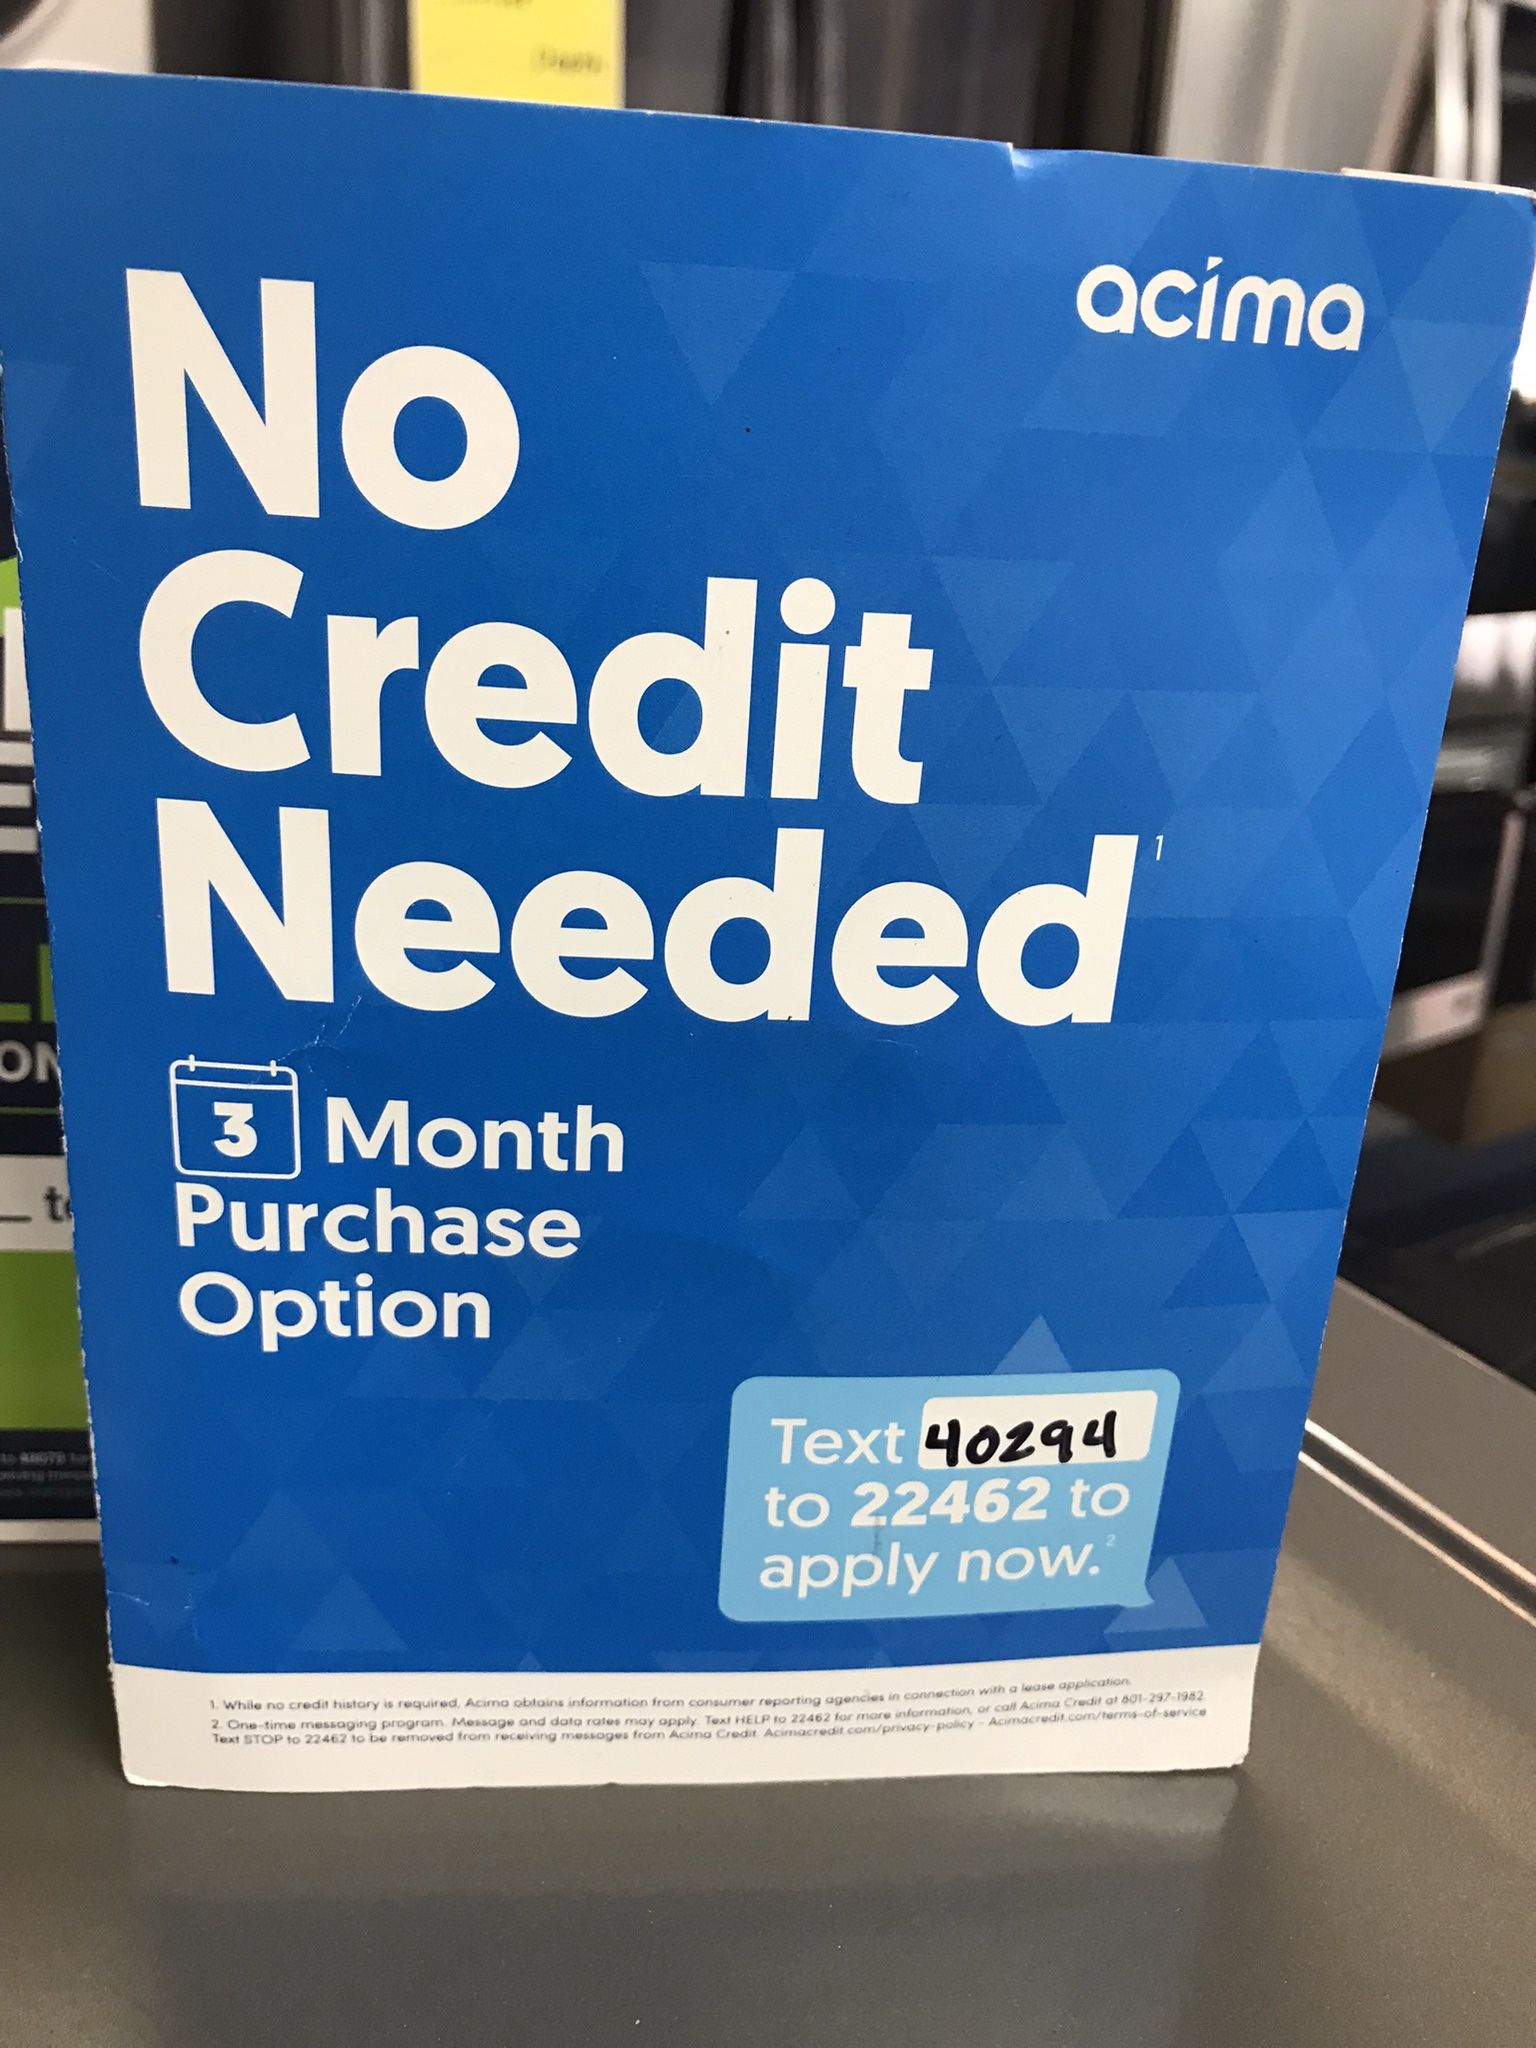 acima
No
Credit
Needed¹
3 Month
Purchase
Option
Text 40294
to 22462 to
apply now.²
1. While no credit history is required, Acima obtains information from consumer reporting agencies in connection with a lease application.
2. One-time messaging program. Message and data rates may apply. Text HELP to 22462 for more information, or call Acima Credit at 801-297-1982.
Text STOP to 22462 to be removed from receiving messages from Acima Credit. Acimacredit.com/privacy-policy - Acimacredit.com/terms-of-service
ON